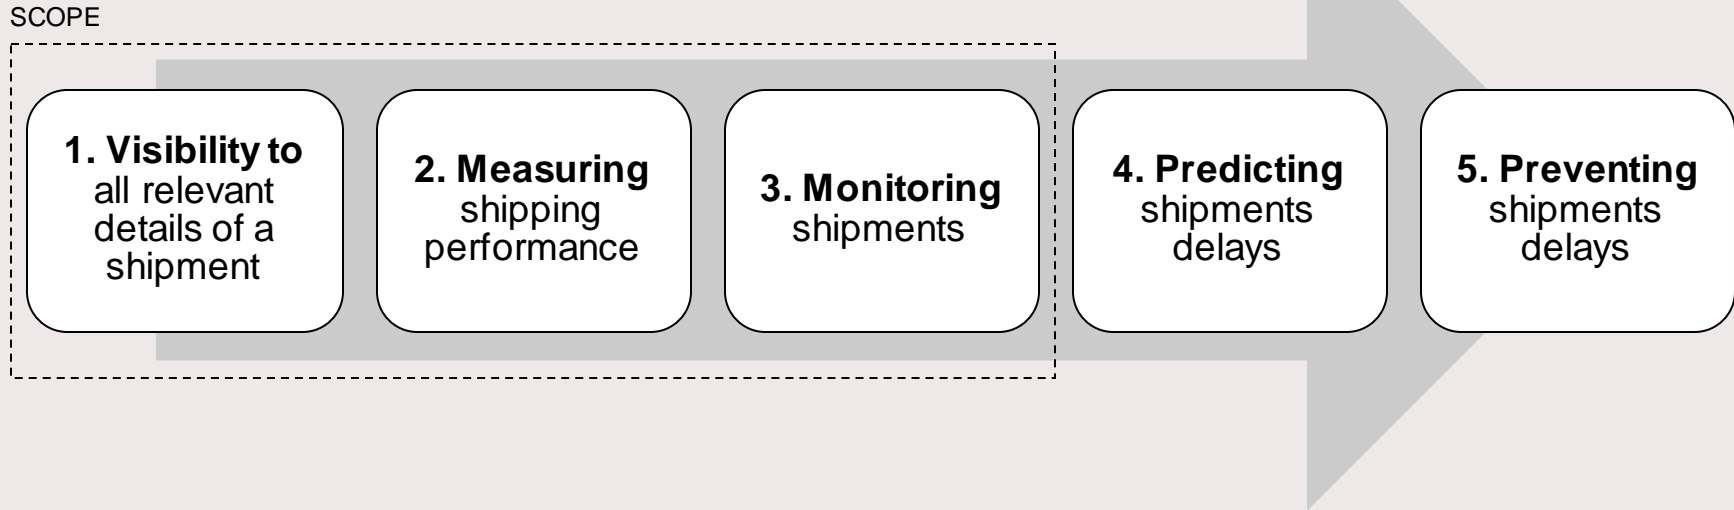 SCOPE
1. Visibility to
all relevant
details of a
shipment
2. Measuring
shipping
performance
3. Monitoring
shipments
4. Predicting
shipments
delays
5. Preventing
shipments
delays